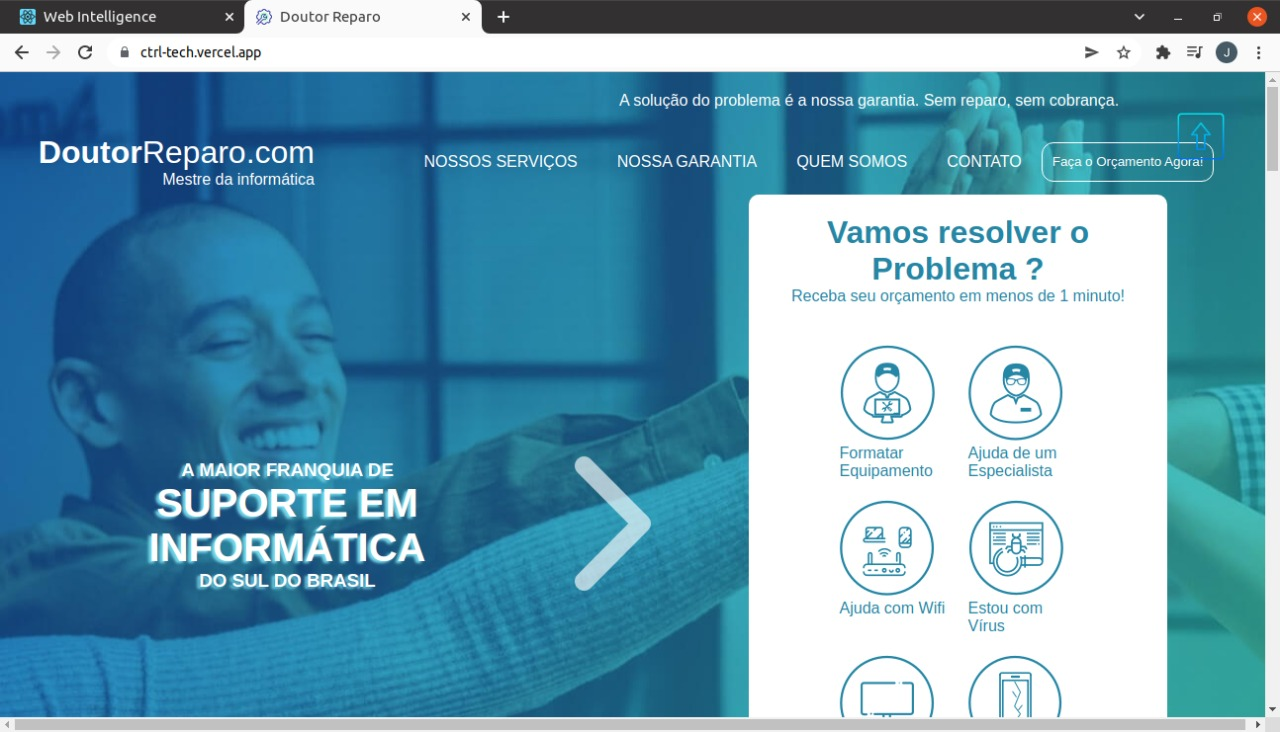 Web Intelligence
Doutor Reparo
ctrl-tech.vercel.app
J
A solução do problema é a nossa garantia. Sem reparo, sem cobrança.
DoutorReparo.com
Mestre da informática
NOSSOS SERVIÇOS
NOSSA GARANTIA
QUEM SOMOS
CONTATO
Faça o Orçamento Agora!
Vamos resolver o
Problema ?
Receba seu orçamento em menos de 1 minuto!
Formatar
Equipamento
Ajuda de um
Especialista
Ajuda com Wifi
Estou com
Vírus
A MAIOR FRANQUIA DE
SUPORTE EM
INFORMÁTICA
DO SUL DO BRASIL